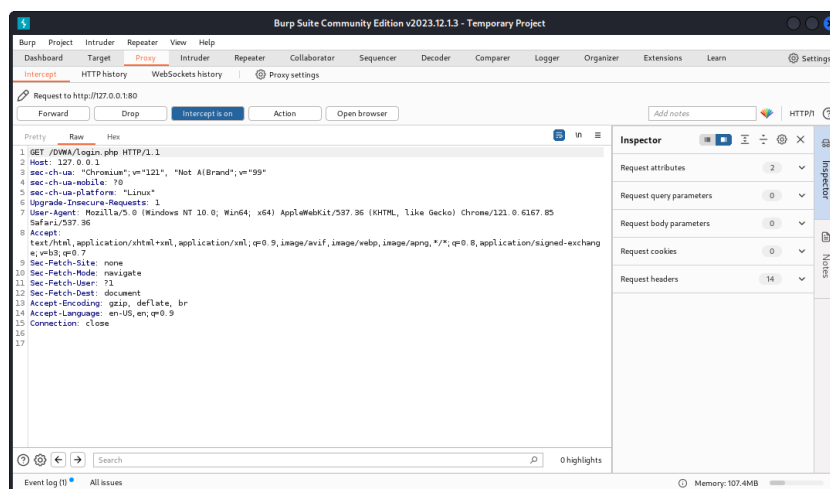 Burp Suite Community Edition v2023.12.1.3 - Temporary Project
Burp Project Intruder Repeater View Help
Dashboard Target Proxy Intruder Repeater Collaborator Sequencer Decoder Comparer Logger Organizer Extensions Learn Settings
Intercept HTTP history WebSockets history Proxy settings
Request to http://127.0.0.1:80
Forward Drop Intercept is on Action Open browser Add notes HTTP/1
Pretty Raw Hex \n Inspector
1 GET /DVWA/login.php HTTP/1.1
2 Host: 127.0.0.1
3 sec-ch-ua: "Chromium";v="121", "Not A(Brand";v="99"
4 sec-ch-ua-mobile: ?0
5 sec-ch-ua-platform: "Linux"
6 Upgrade-Insecure-Requests: 1
7 User-Agent: Mozilla/5.0 (Windows NT 10.0; Win64; x64) AppleWebKit/537.36 (KHTML, like Gecko) Chrome/121.0.6167.85
Safari/537.36
8 Accept:
text/html,application/xhtml+xml,application/xml;q=0.9,image/avif,image/webp,image/apng,*/*;q=0.8,application/signed-exchang
e;v=b3;q=0.7
9 Sec-Fetch-Site: none
10 Sec-Fetch-Mode: navigate
11 Sec-Fetch-User: ?1
12 Sec-Fetch-Dest: document
13 Accept-Encoding: gzip, deflate, br
14 Accept-Language: en-US,en;q=0.9
15 Connection: close
16
17
Request attributes 2
Request query parameters 0
Request body parameters 0
Request cookies 0
Request headers 14
Inspector
Notes
Search 0 highlights
Event log (1) All issues Memory: 107.4MB